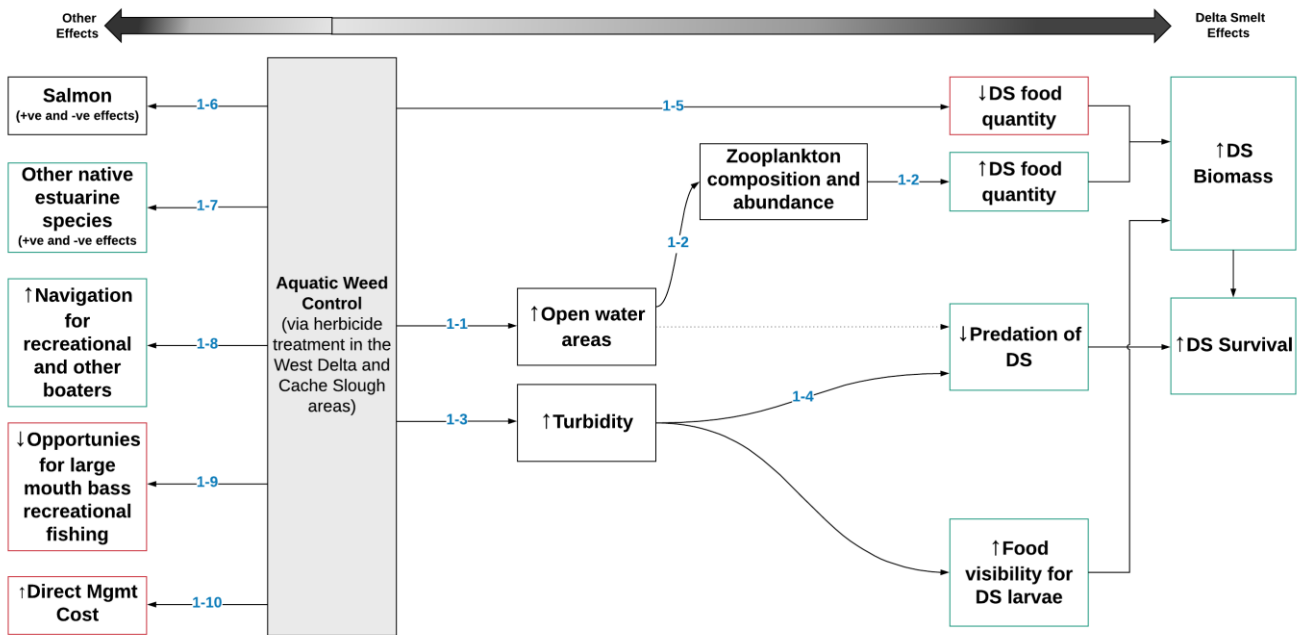 Other
Effects
Delta Smelt
Effects
Salmon
(+ve and -ve effects)
1-6
Other native
estuarine
species
(+ve and -ve effects
1-7
↑Navigation
for
recreational
and other
boaters
1-8
↓Opportunies
for large
mouth bass
recreational
fishing
1-9
↑Direct Mgmt
Cost
1-10
Aquatic Weed
Control
(via herbicide
treatment in the
West Delta and
Cache Slough
areas)
1-5
1-1
1-3
↑Open water
areas
↑Turbidity
1-2
Zooplankton
composition and
abundance
1-2
1-4
↓DS food
quantity
↑DS food
quantity
↓Predation of
DS
↑Food
visibility for
DS larvae
↑DS
Biomass
↑DS Survival